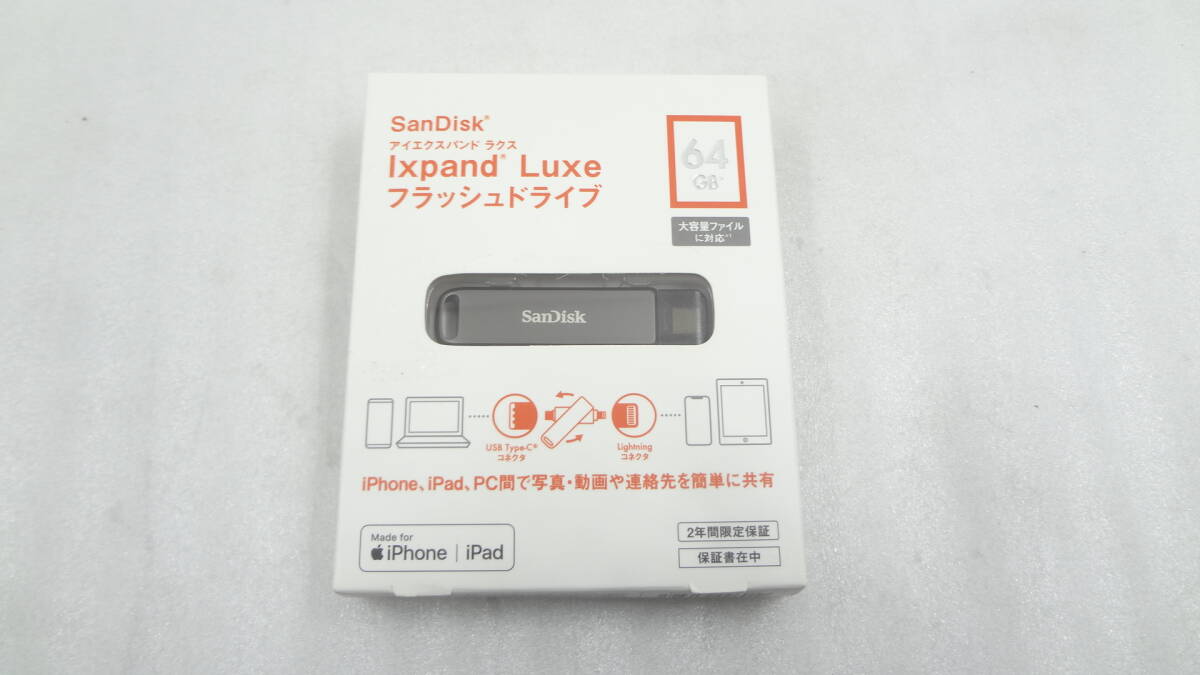 SanDisk®
アイエクスパンド ラクス
Ixpand® Luxe
フラッシュドライブ
64
GB*
大容量ファイル
に対応*1
SanDisk
USB Type-C®
コネクタ
Lightning
コネクタ
iPhone、iPad、PC間で写真・動画や連絡先を簡単に共有
Made for
iPhone | iPad
2年間限定保証
保証書在中